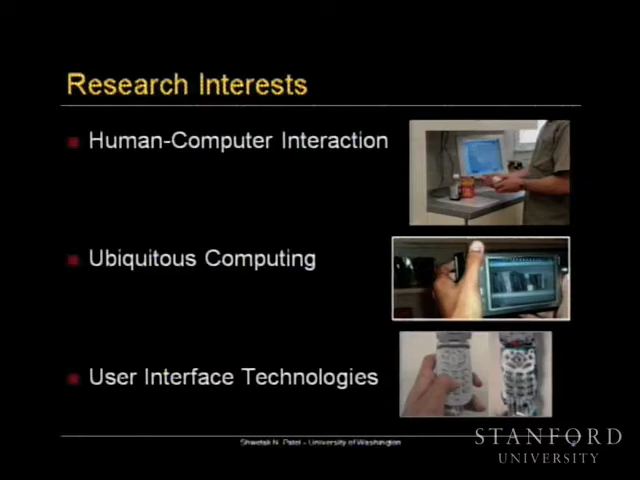 Research Interests
Human-Computer Interaction
Ubiquitous Computing
User Interface Technologies
Shwetak N. Patel - University of Washington
STANFORD
UNIVERSITY